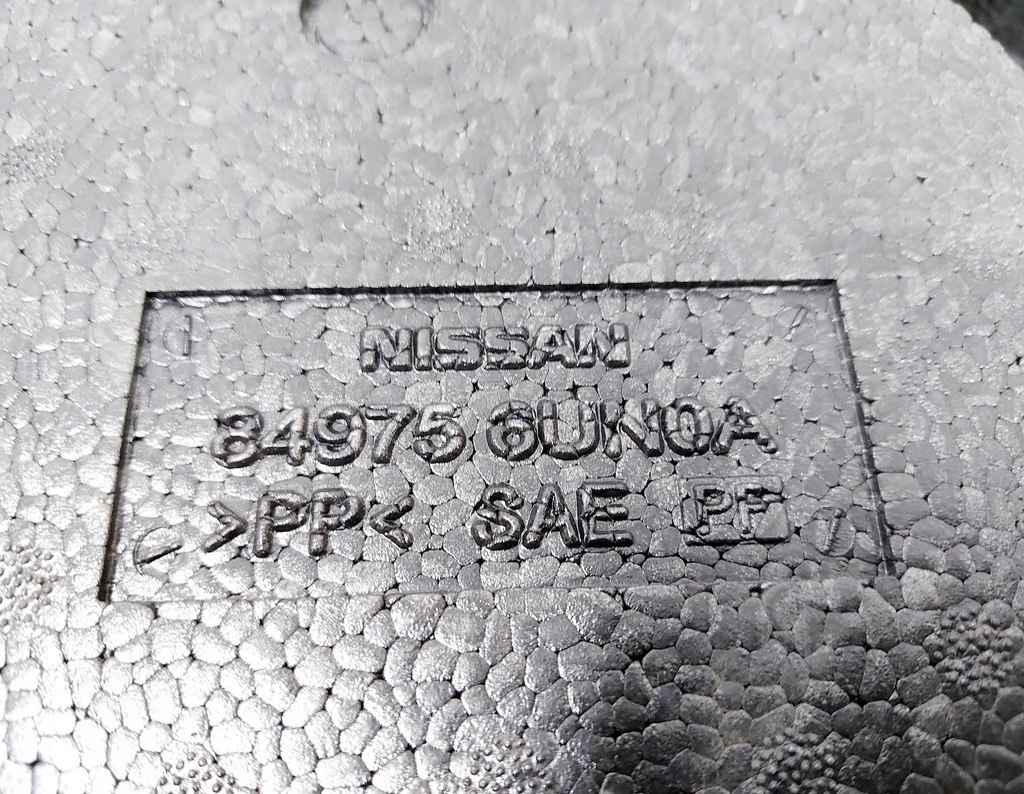 NISSAN
84975 6UN0A
>PP< SAE PF